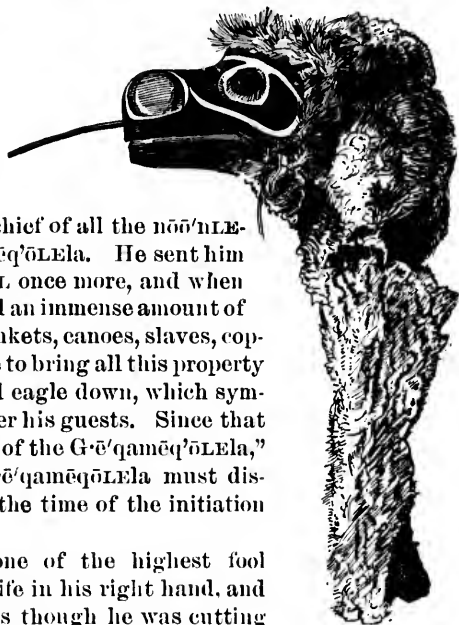 chief of all the nōō'nLE-
ēq'ōLEla. He sent him
L once more, and when
d an immense amount of
nkets, canoes, slaves, cop-
s to bring all this property
d eagle down, which sym-
er his guests. Since that
of the G·ē'qamēq'ōLEla,"
·ē'qamēqōLEla must dis-
the time of the initiation
one of the highest fool
ife in his right hand, and
s though he was cutting